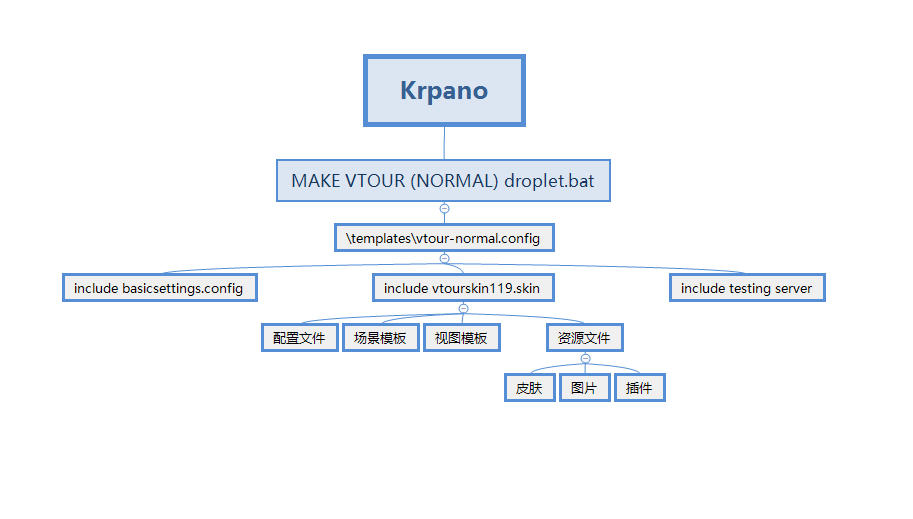 Krpano
MAKE VTOUR (NORMAL) droplet.bat
\templates\vtour-normal.config
include basicsettings.config
include vtourskin119.skin
include testing server
配置文件
场景模板
视图模板
资源文件
皮肤
图片
插件